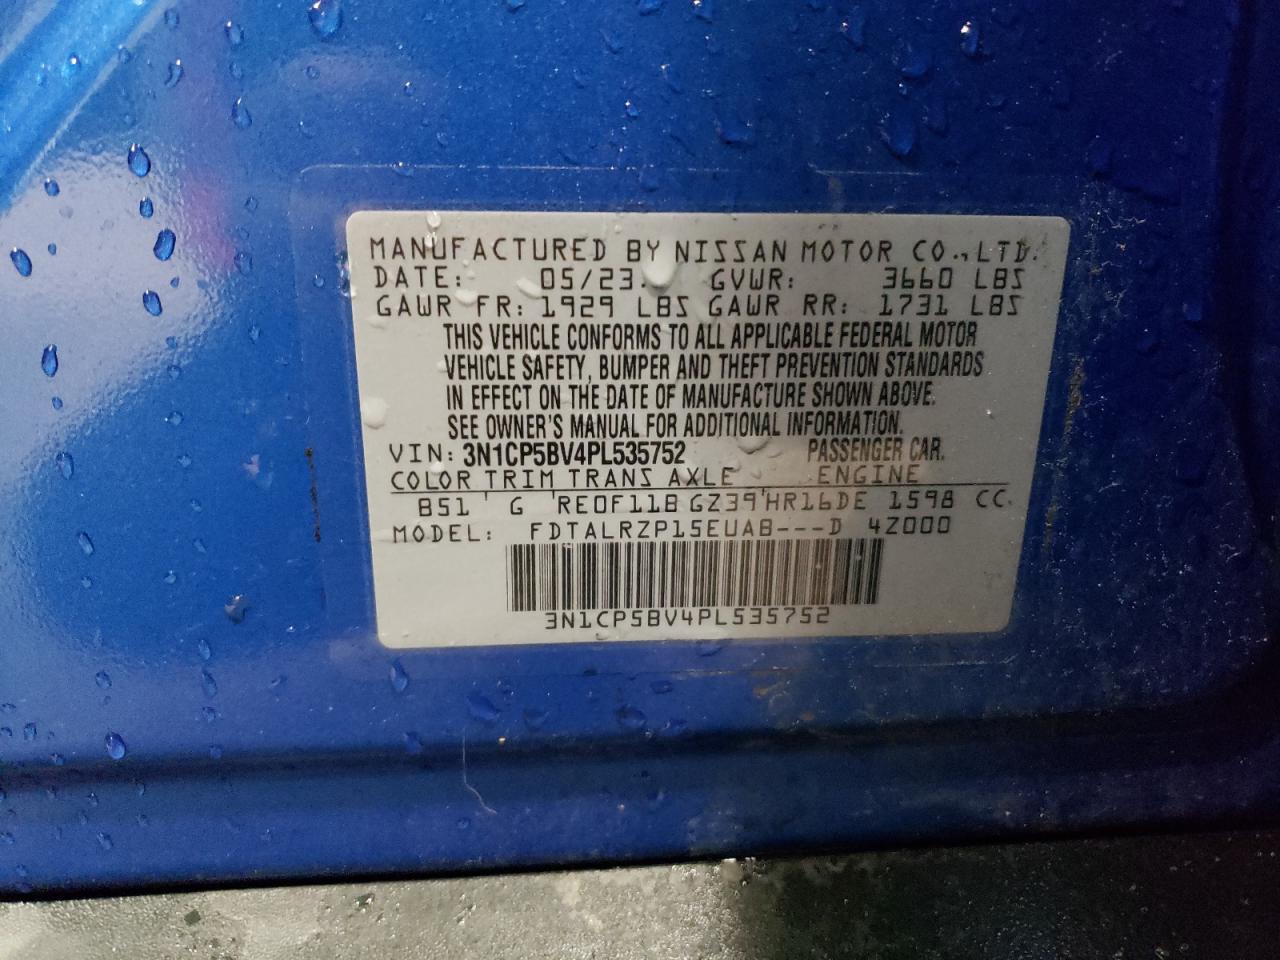 MANUFACTURED BY NISSAN MOTOR CO., LTD.
DATE: 05/23 GVWR: 3660 LBS
GAWR FR: 1929 LBS GAWR RR: 1731 LBS
THIS VEHICLE CONFORMS TO ALL APPLICABLE FEDERAL MOTOR
VEHICLE SAFETY, BUMPER AND THEFT PREVENTION STANDARDS
IN EFFECT ON THE DATE OF MANUFACTURE SHOWN ABOVE.
SEE OWNER'S MANUAL FOR ADDITIONAL INFORMATION.
VIN: 3N1CP5BV4PL535752 PASSENGER CAR.
COLOR TRIM TRANS AXLE ENGINE
B51 G RE0F11B GZ39 HR16DE 1598 CC
MODEL: FDTALRZP15EUAB---D 4Z000
3N1CP5BV4PL535752